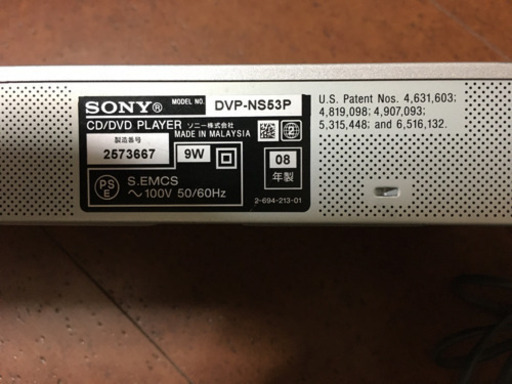 SONY® MODEL NO. DVP-NS53P
CD/DVD PLAYER ソニー株式会社
MADE IN MALAYSIA
製造番号
2573667
9W
2
08
年製
PS
E
S.EMCS
～100V 50/60Hz
2-694-213-01
U.S. Patent Nos. 4,631,603;
4,819,098; 4,907,093;
5,315,448; and 6,516,132.